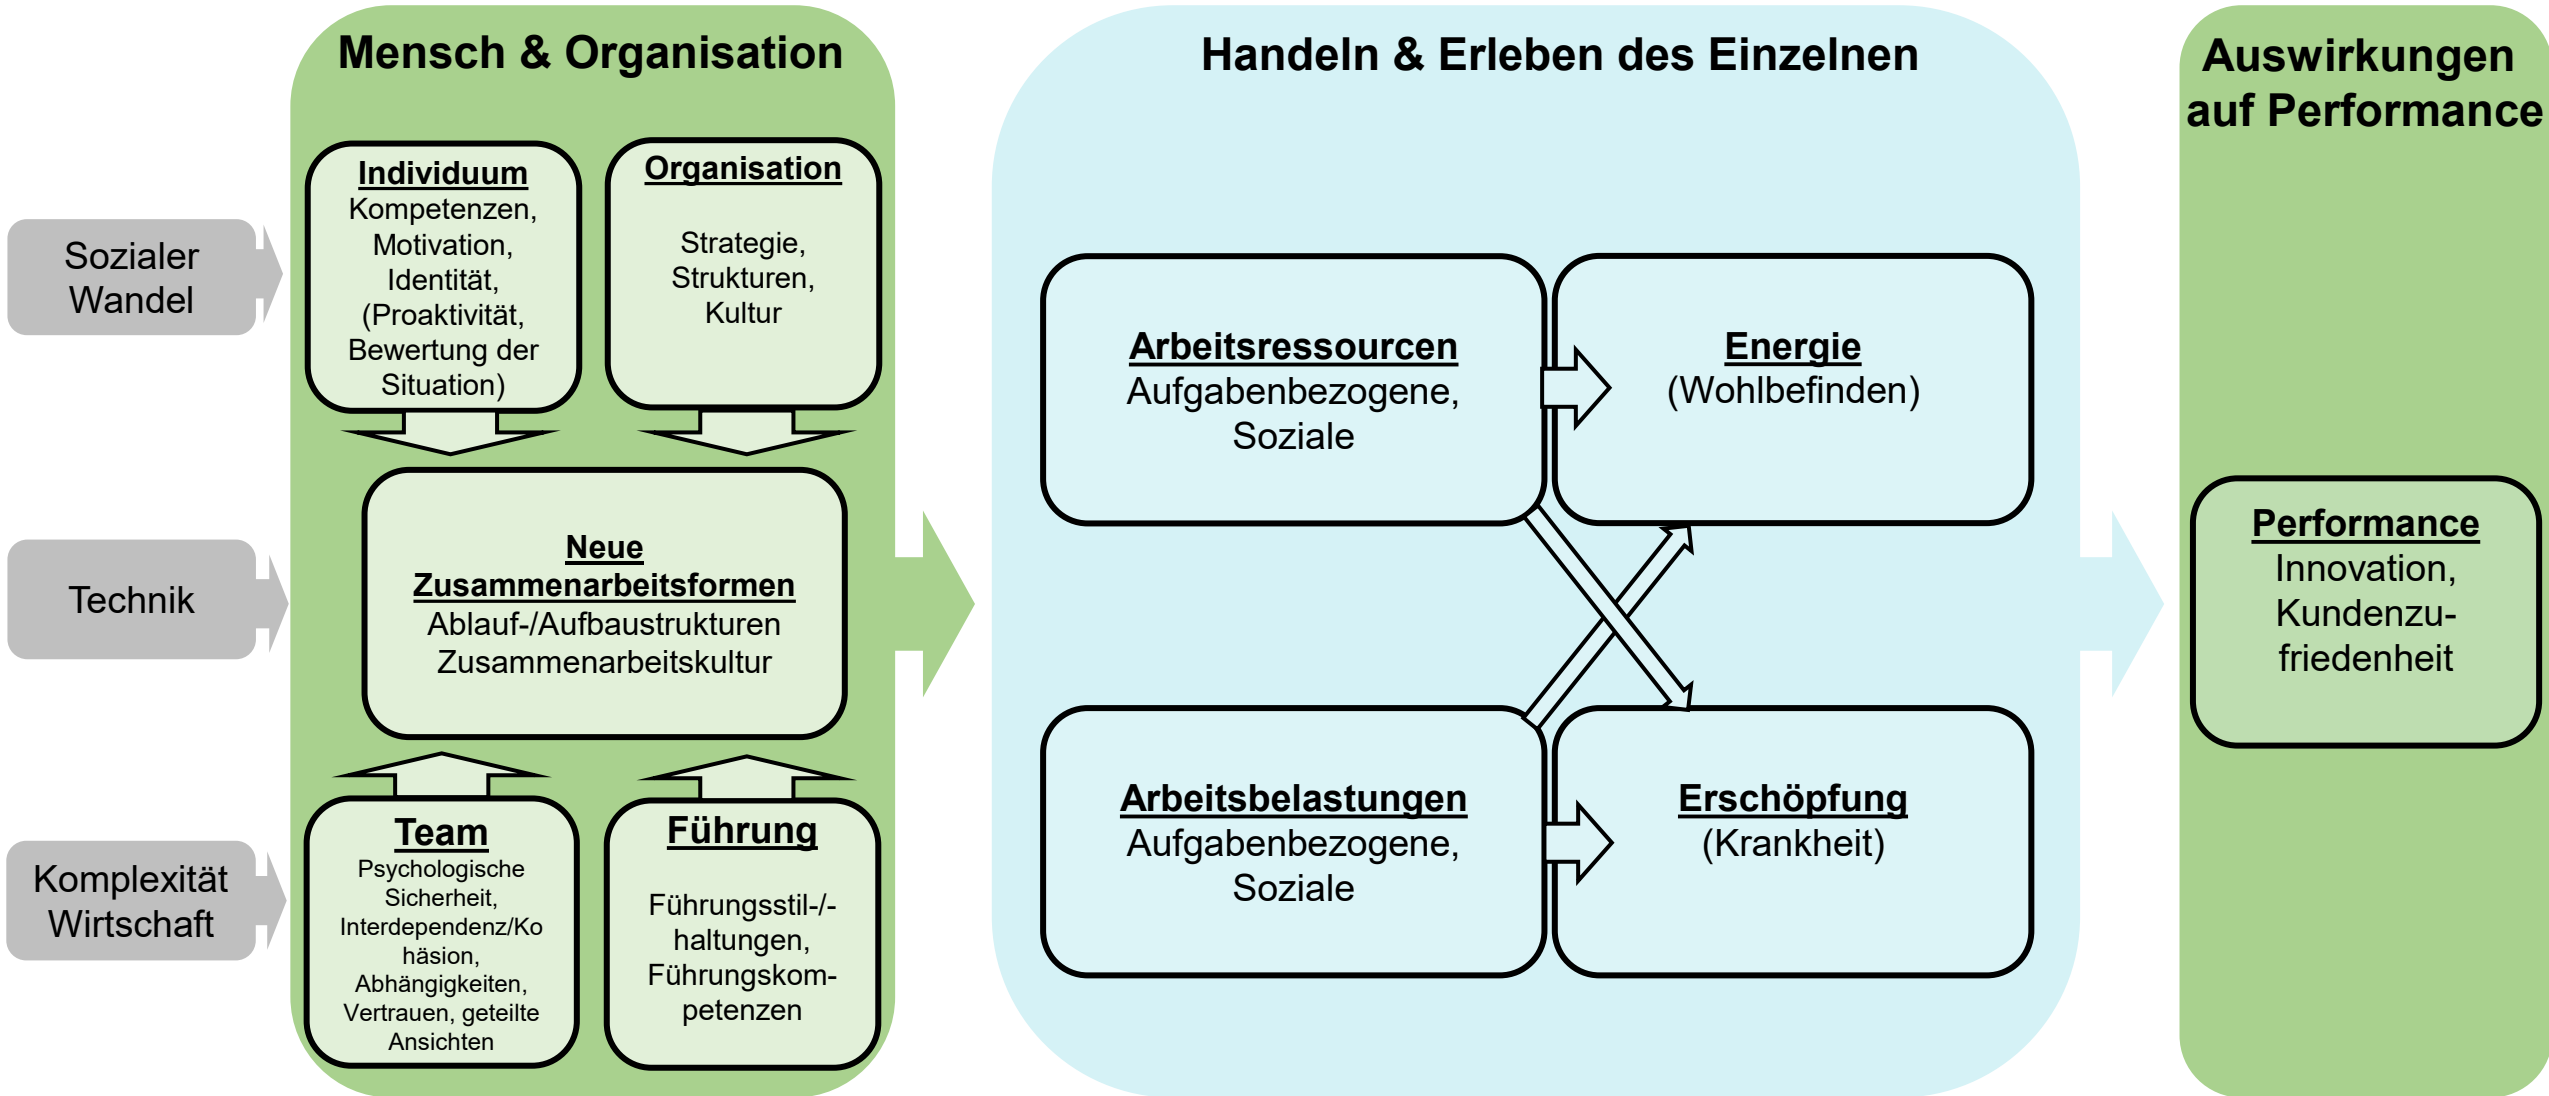 Mensch & Organisation
Handeln & Erleben des Einzelnen
Auswirkungen
auf Performance
Sozialer
Wandel
Technik
Komplexität
Wirtschaft
Individuum
Kompetenzen,
Motivation,
Identität,
(Proaktivität,
Bewertung der
Situation)
Organisation
Strategie,
Strukturen,
Kultur
Neue
Zusammenarbeitsformen
Ablauf-/Aufbaustrukturen
Zusammenarbeitskultur
Team
Psychologische
Sicherheit,
Interdependenz/Ko
häsion,
Abhängigkeiten,
Vertrauen, geteilte
Ansichten
Führung
Führungsstil-/-
haltungen,
Führungskom-
petenzen
Arbeitsressourcen
Aufgabenbezogene,
Soziale
Energie
(Wohlbefinden)
Arbeitsbelastungen
Aufgabenbezogene,
Soziale
Erschöpfung
(Krankheit)
Performance
Innovation,
Kundenzu-
friedenheit